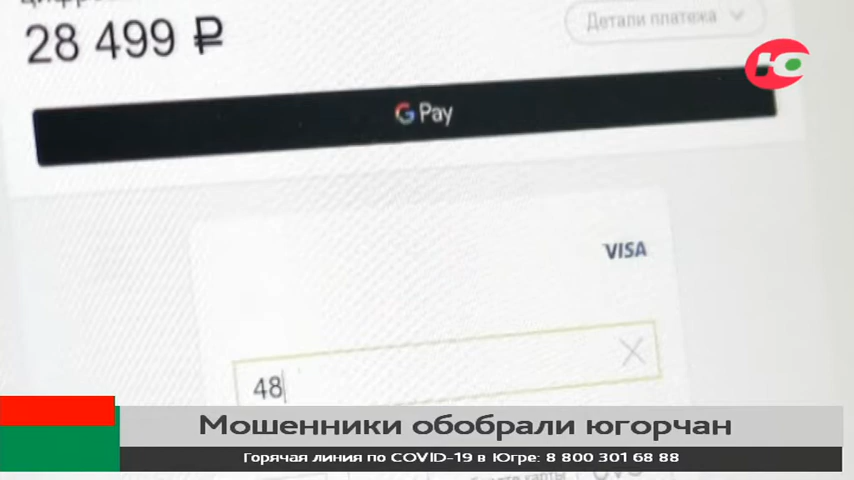 28 499 ₽
Детали платежа
Ю
G Pay
VISA
48
Мошенники обобрали югорчан
Горячая линия по COVID-19 в Югре: 8 800 301 68 88